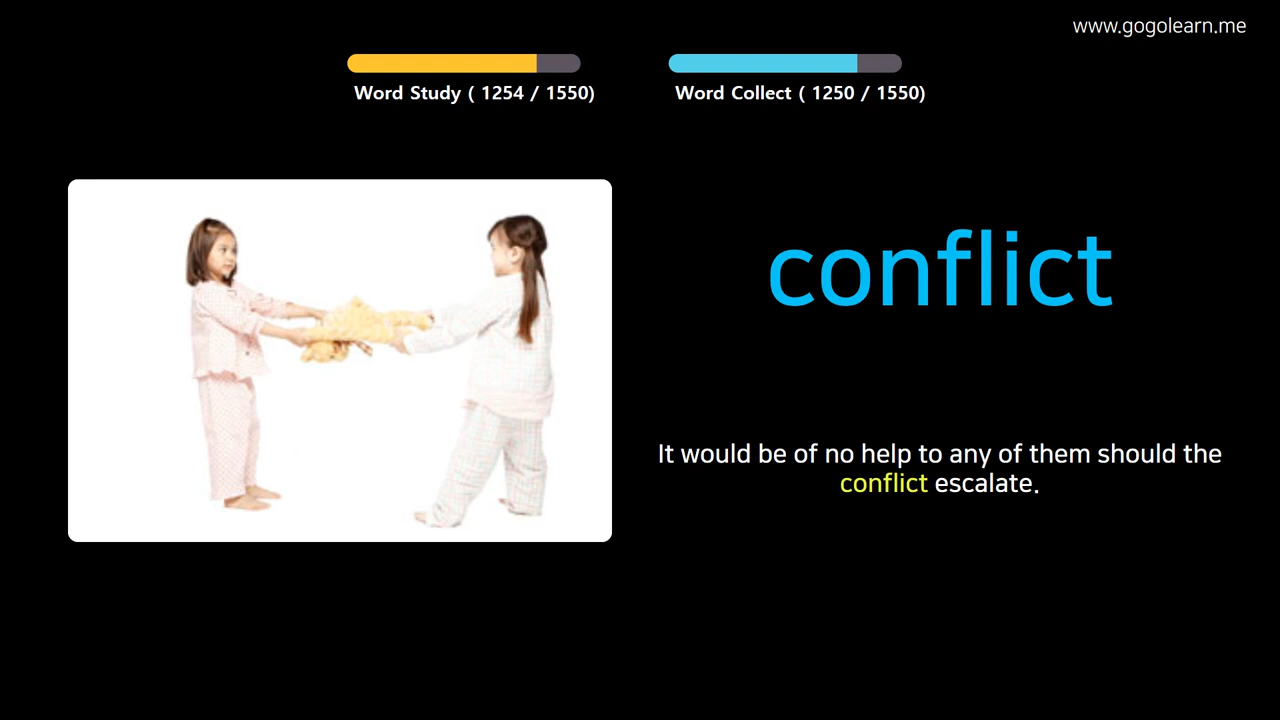 www.gogolearn.me
Word Study ( 1254 / 1550)
Word Collect ( 1250 / 1550)
conflict
It would be of no help to any of them should the
conflict escalate.